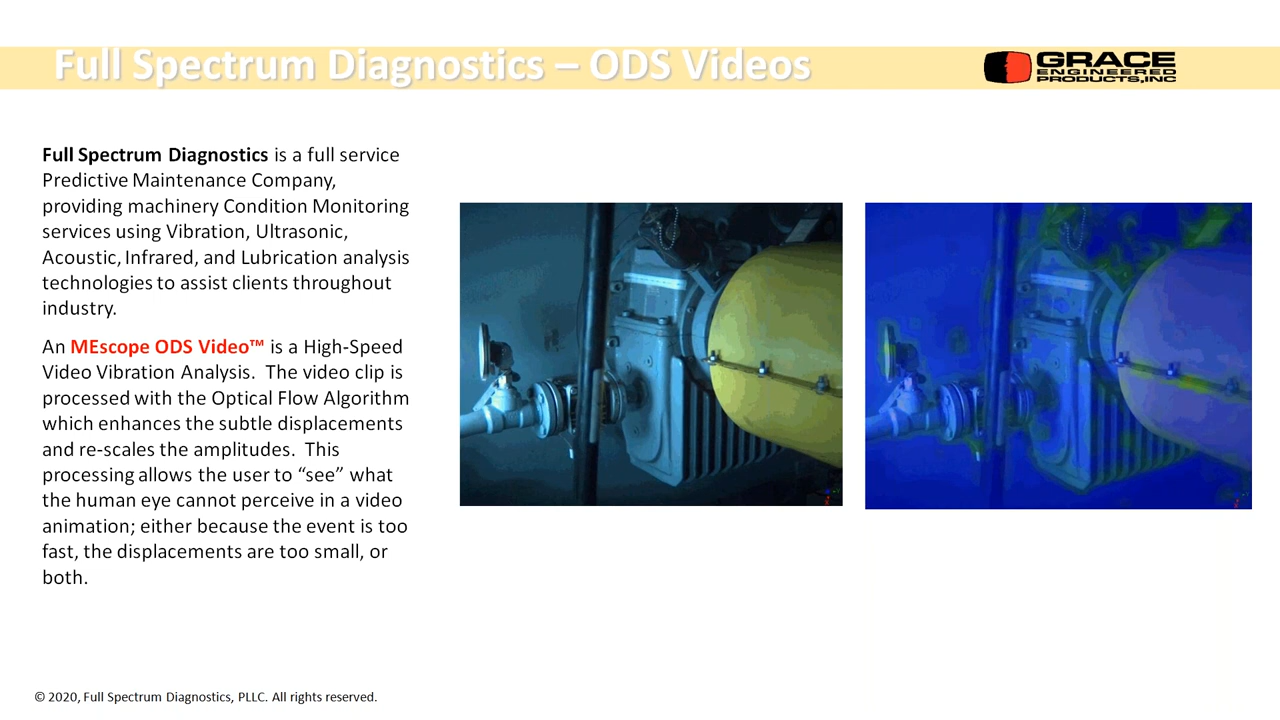 Full Spectrum Diagnostics – ODS Videos
GRACE
ENGINEERED
PRODUCTS,INC
Full Spectrum Diagnostics is a full service
Predictive Maintenance Company,
providing machinery Condition Monitoring
services using Vibration, Ultrasonic,
Acoustic, Infrared, and Lubrication analysis
technologies to assist clients throughout
industry.
An MEscope ODS Video™ is a High-Speed
Video Vibration Analysis. The video clip is
processed with the Optical Flow Algorithm
which enhances the subtle displacements
and re-scales the amplitudes. This
processing allows the user to “see” what
the human eye cannot perceive in a video
animation; either because the event is too
fast, the displacements are too small, or
both.
© 2020, Full Spectrum Diagnostics, PLLC. All rights reserved.